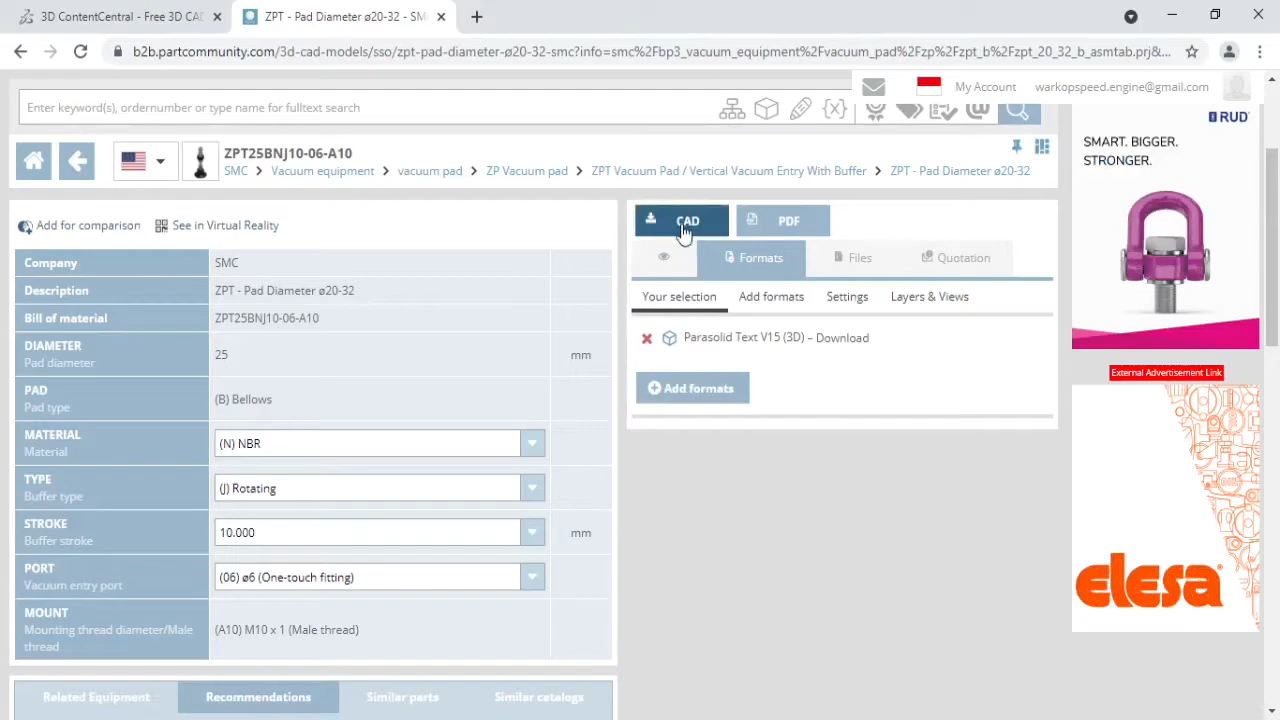 3D ContentCentral - Free 3D CAD
ZPT - Pad Diameter ø20-32 - SM
b2b.partcommunity.com/3d-cad-models/sso/zpt-pad-diameter-ø20-32-smc?info=smc%2Fbp3_vacuum_equipment%2Fvacuum_pad%2Fzp%2Fzpt_b%2Fzpt_20_32_b_asmtab.prj&...
My Account
warkopspeed.engine@gmail.com
Enter keyword(s), ordernumber or type name for fulltext search
ZPT25BNJ10-06-A10
SMC > Vacuum equipment > vacuum pad > ZP Vacuum pad > ZPT Vacuum Pad / Vertical Vacuum Entry With Buffer > ZPT - Pad Diameter ø20-32
Add for comparison
See in Virtual Reality
Company
SMC
Description
ZPT - Pad Diameter ø20-32
Bill of material
ZPT25BNJ10-06-A10
DIAMETER
Pad diameter
25
mm
PAD
Pad type
(B) Bellows
MATERIAL
Material
(N) NBR
TYPE
Buffer type
(J) Rotating
STROKE
Buffer stroke
10.000
mm
PORT
Vacuum entry port
(06) ø6 (One-touch fitting)
MOUNT
Mounting thread diameter/Male
thread
(A10) M10 x 1 (Male thread)
Related Equipment
Recommendations
Similar parts
Similar catalogs
CAD
PDF
Formats
Files
Quotation
Your selection
Add formats
Settings
Layers & Views
Parasolid Text V15 (3D) – Download
Add formats
RUD
SMART. BIGGER.
STRONGER.
External Advertisement Link
elesa